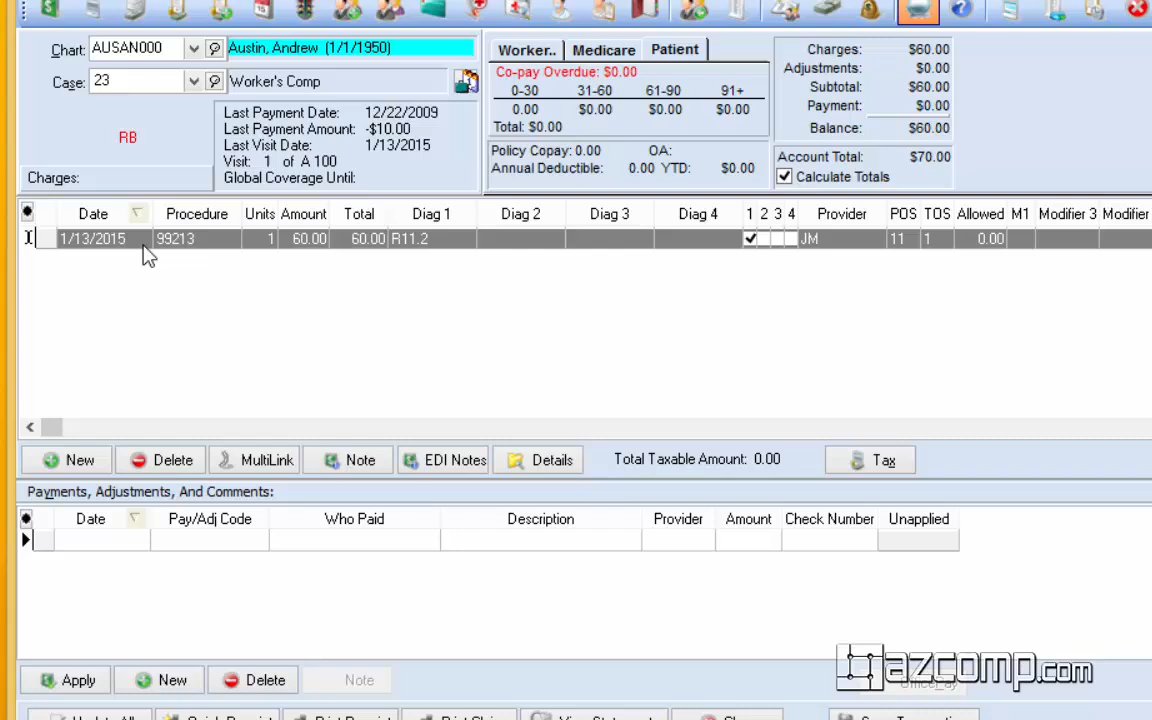 Chart: AUSAN000 Austin, Andrew (1/1/1950)
Case: 23 Worker's Comp
RB
Last Payment Date: 12/22/2009
Last Payment Amount: -$10.00
Last Visit Date: 1/13/2015
Visit: 1 of A 100
Global Coverage Until:
Charges:
Worker.. Medicare Patient
Co-pay Overdue: $0.00
0-30 31-60 61-90 91+
0.00 $0.00 $0.00 $0.00
Total: $0.00
Policy Copay: 0.00 OA:
Annual Deductible: 0.00 YTD: $0.00
Charges: $60.00
Adjustments: $0.00
Subtotal: $60.00
Payment: $0.00
Balance: $60.00
Account Total: $70.00
Calculate Totals
Date Procedure Units Amount Total Diag 1 Diag 2 Diag 3 Diag 4 1 2 3 4 Provider POS TOS Allowed M1 Modifier 3 Modifier
1/13/2015 99213 1 60.00 60.00 R11.2 JM 11 1 0.00
New Delete MultiLink Note EDI Notes Details Total Taxable Amount: 0.00 Tax
Payments, Adjustments, And Comments:
Date Pay/Adj Code Who Paid Description Provider Amount Check Number Unapplied
Apply New Delete Note
azcomp.com